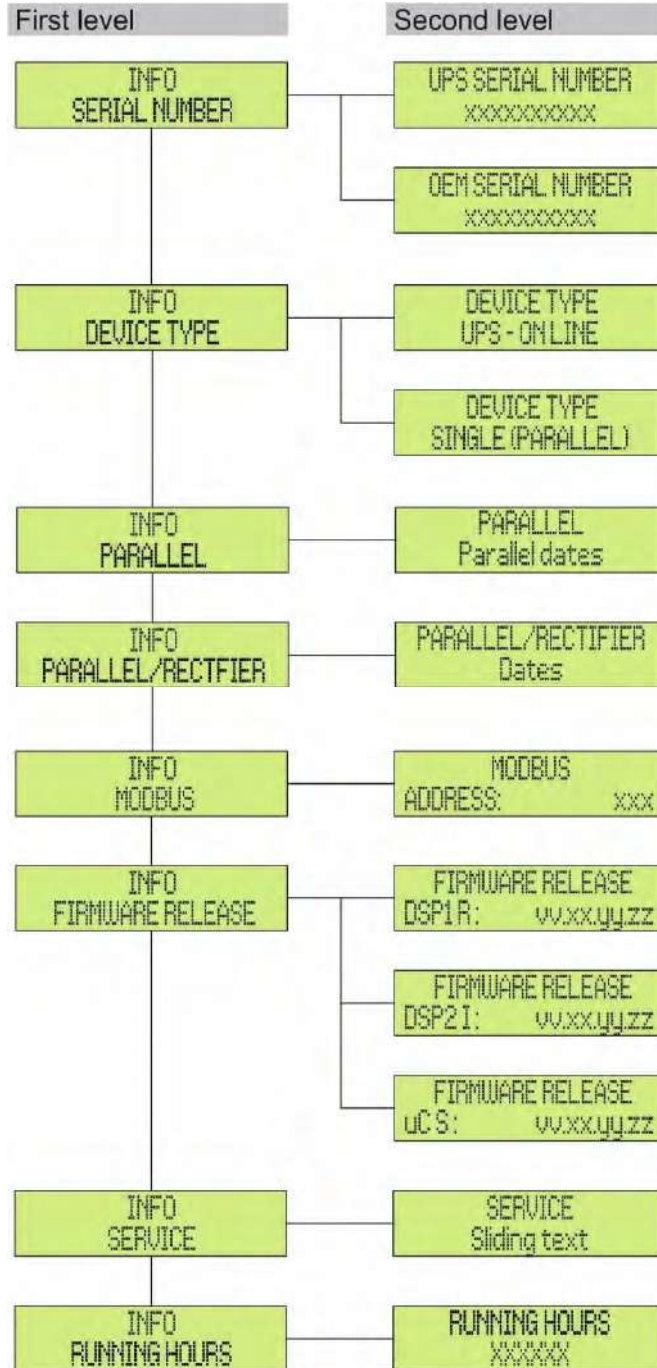 First level
Second level
INFO
SERIAL NUMBER
UPS SERIAL NUMBER
xxxxxxxxxx
OEM SERIAL NUMBER
xxxxxxxxxx
INFO
DEVICE TYPE
DEVICE TYPE
UPS - ON LINE
DEVICE TYPE
SINGLE (PARALLEL)
INFO
PARALLEL
PARALLEL
Parallel dates
INFO
PARALLEL/RECTFIER
PARALLEL/RECTIFIER
Dates
INFO
MODBUS
MODBUS
ADDRESS: xxx
INFO
FIRMWARE RELEASE
FIRMWARE RELEASE
DSP1 R: vv.xx.yy.zz
FIRMWARE RELEASE
DSP2 I: vv.xx.yy.zz
FIRMWARE RELEASE
uC S: vv.xx.yy.zz
INFO
SERVICE
SERVICE
Sliding text
INFO
RUNNING HOURS
RUNNING HOURS
XXXXXX